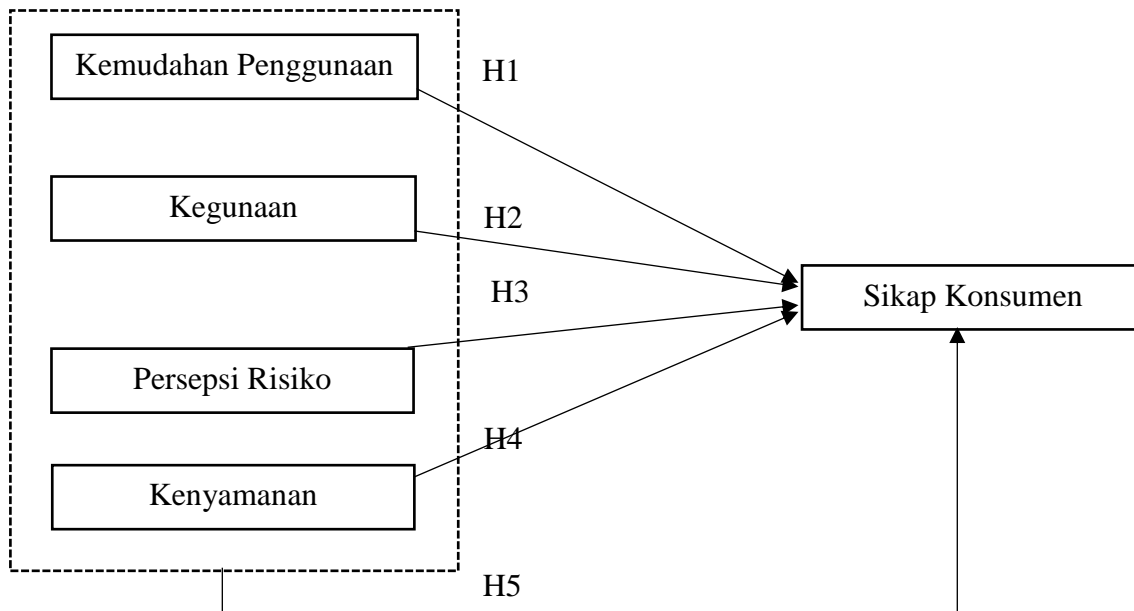 Kemudahan Penggunaan
H1
Kegunaan
H2
H3
Sikap Konsumen
Persepsi Risiko
H4
Kenyamanan
H5